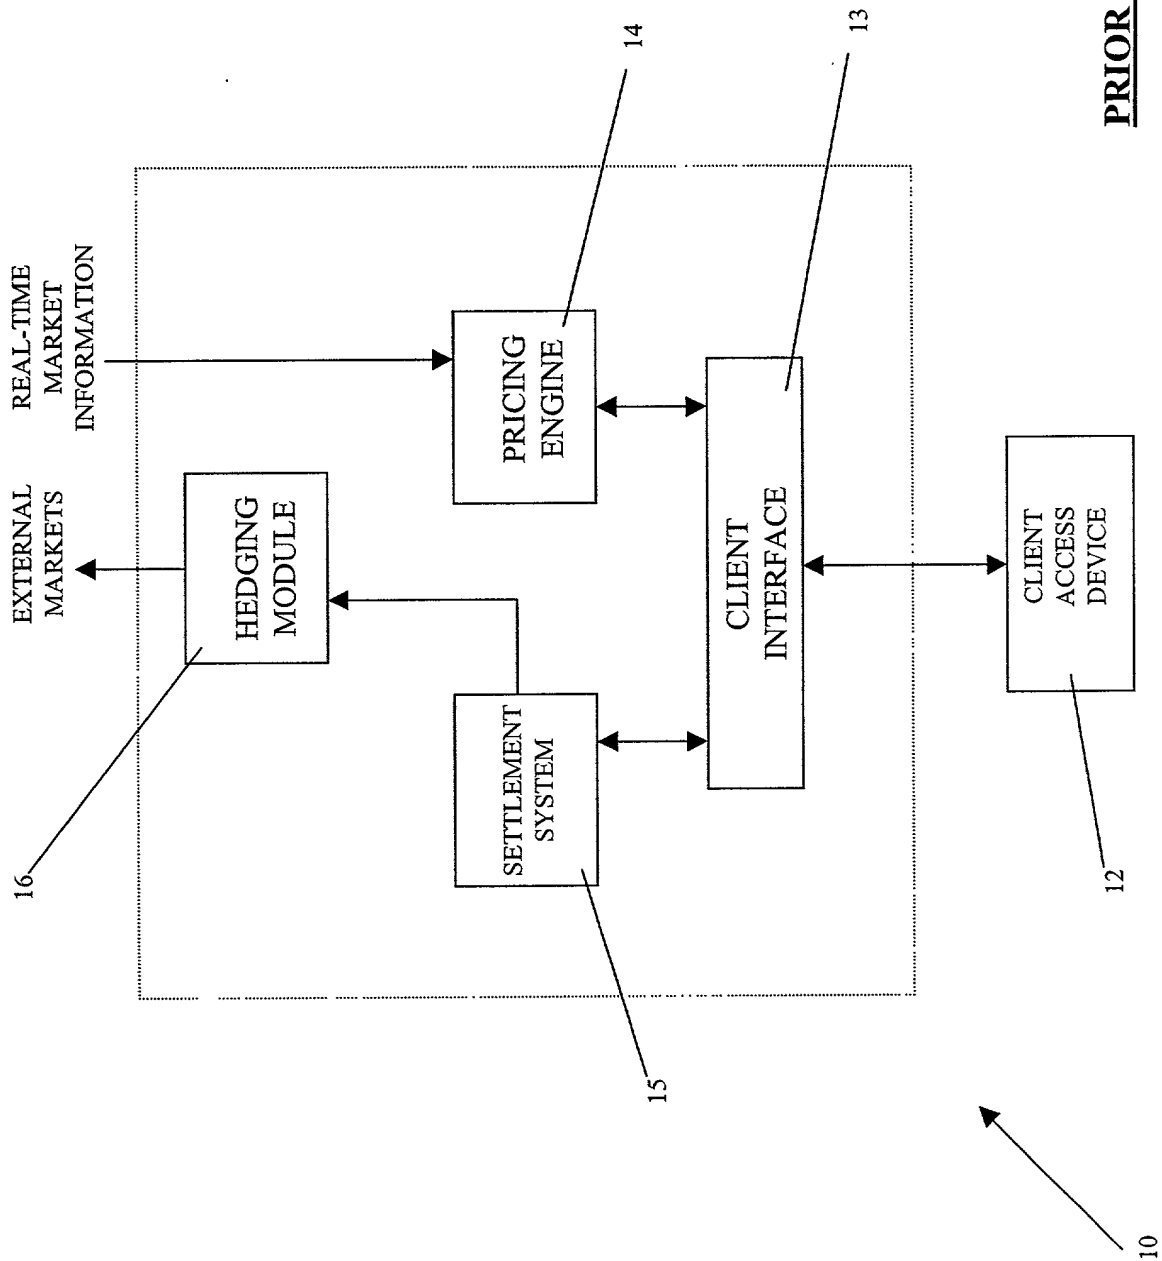 EXTERNAL
MARKETS
REAL-TIME
MARKET
INFORMATION
16
HEDGING
MODULE
14
PRICING
ENGINE
SETTLEMENT
SYSTEM
15
13
CLIENT
INTERFACE
CLIENT
ACCESS
DEVICE
12
10
PRIOR